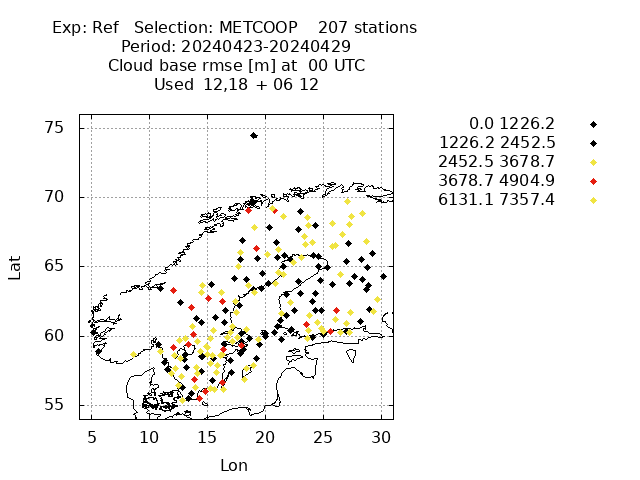 Exp: Ref   Selection: METCOOP    207 stations
Period: 20240423-20240429
Cloud base rmse [m] at  00 UTC
Used  12,18 + 06 12
0.0 1226.2
1226.2 2452.5
2452.5 3678.7
3678.7 4904.9
6131.1 7357.4
75
70
65
60
55
Lat
5 10 15 20 25 30
Lon